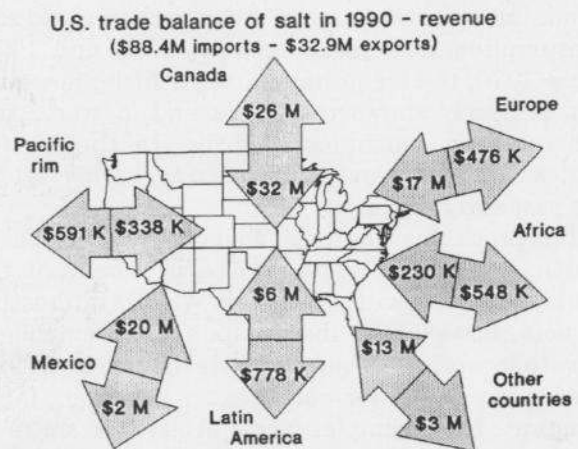 U.S. trade balance of salt in 1990 - revenue
($88.4M imports - $32.9M exports)
Canada
$26 M
Europe
$476 K
Pacific
rim
$32 M
$17 M
$591 K
$338 K
Africa
$230 K
$548 K
$6 M
$20 M
$13 M
Mexico
$778 K
$2 M
Latin
America
Other
countries
$3 M